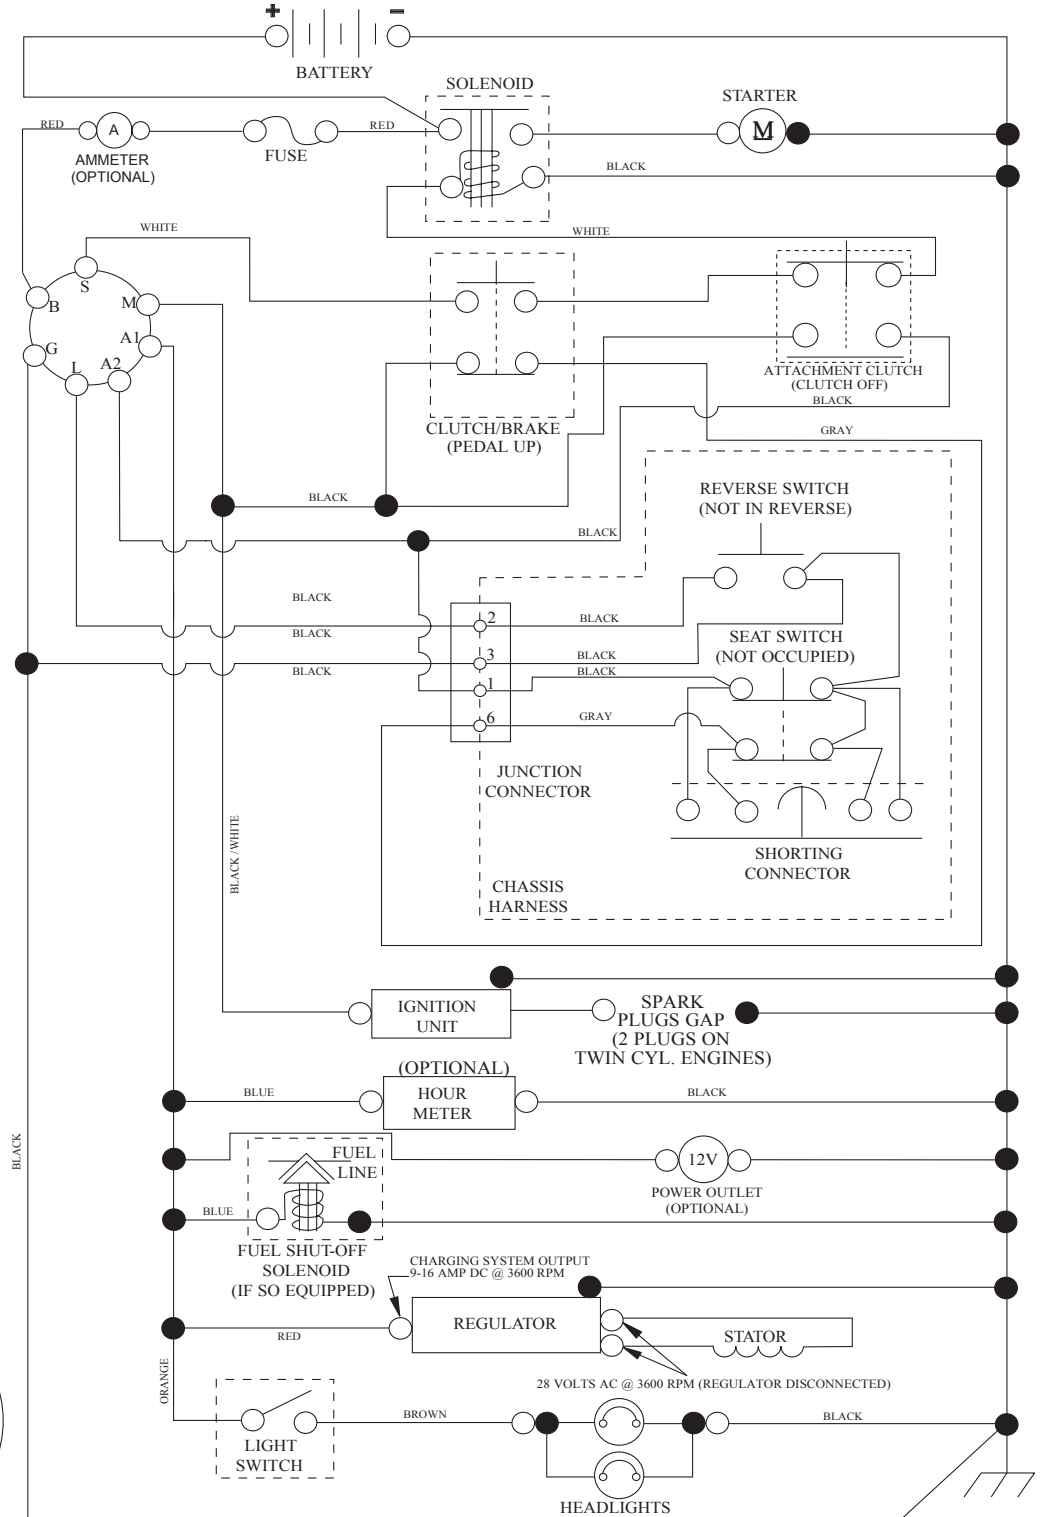 +
−
BATTERY
SOLENOID
STARTER
RED
A
RED
M
FUSE
AMMETER
(OPTIONAL)
BLACK
WHITE
WHITE
S
B
M
A1
G
L
A2
ATTACHMENT CLUTCH
(CLUTCH OFF)
BLACK
CLUTCH/BRAKE
(PEDAL UP)
GRAY
REVERSE SWITCH
(NOT IN REVERSE)
BLACK
BLACK
BLACK
2
BLACK
BLACK
SEAT SWITCH
(NOT OCCUPIED)
3
BLACK
BLACK
BLACK
1
6
GRAY
JUNCTION
CONNECTOR
BLACK / WHITE
SHORTING
CONNECTOR
CHASSIS
HARNESS
IGNITION
UNIT
SPARK
PLUGS GAP
(2 PLUGS ON
TWIN CYL. ENGINES)
(OPTIONAL)
BLUE
HOUR
METER
BLACK
BLACK
FUEL
LINE
12V
POWER OUTLET
(OPTIONAL)
BLUE
FUEL SHUT-OFF
SOLENOID
(IF SO EQUIPPED)
CHARGING SYSTEM OUTPUT
9-16 AMP DC @ 3600 RPM
REGULATOR
RED
STATOR
28 VOLTS AC @ 3600 RPM (REGULATOR DISCONNECTED)
ORANGE
BROWN
BLACK
LIGHT
SWITCH
HEADLIGHTS